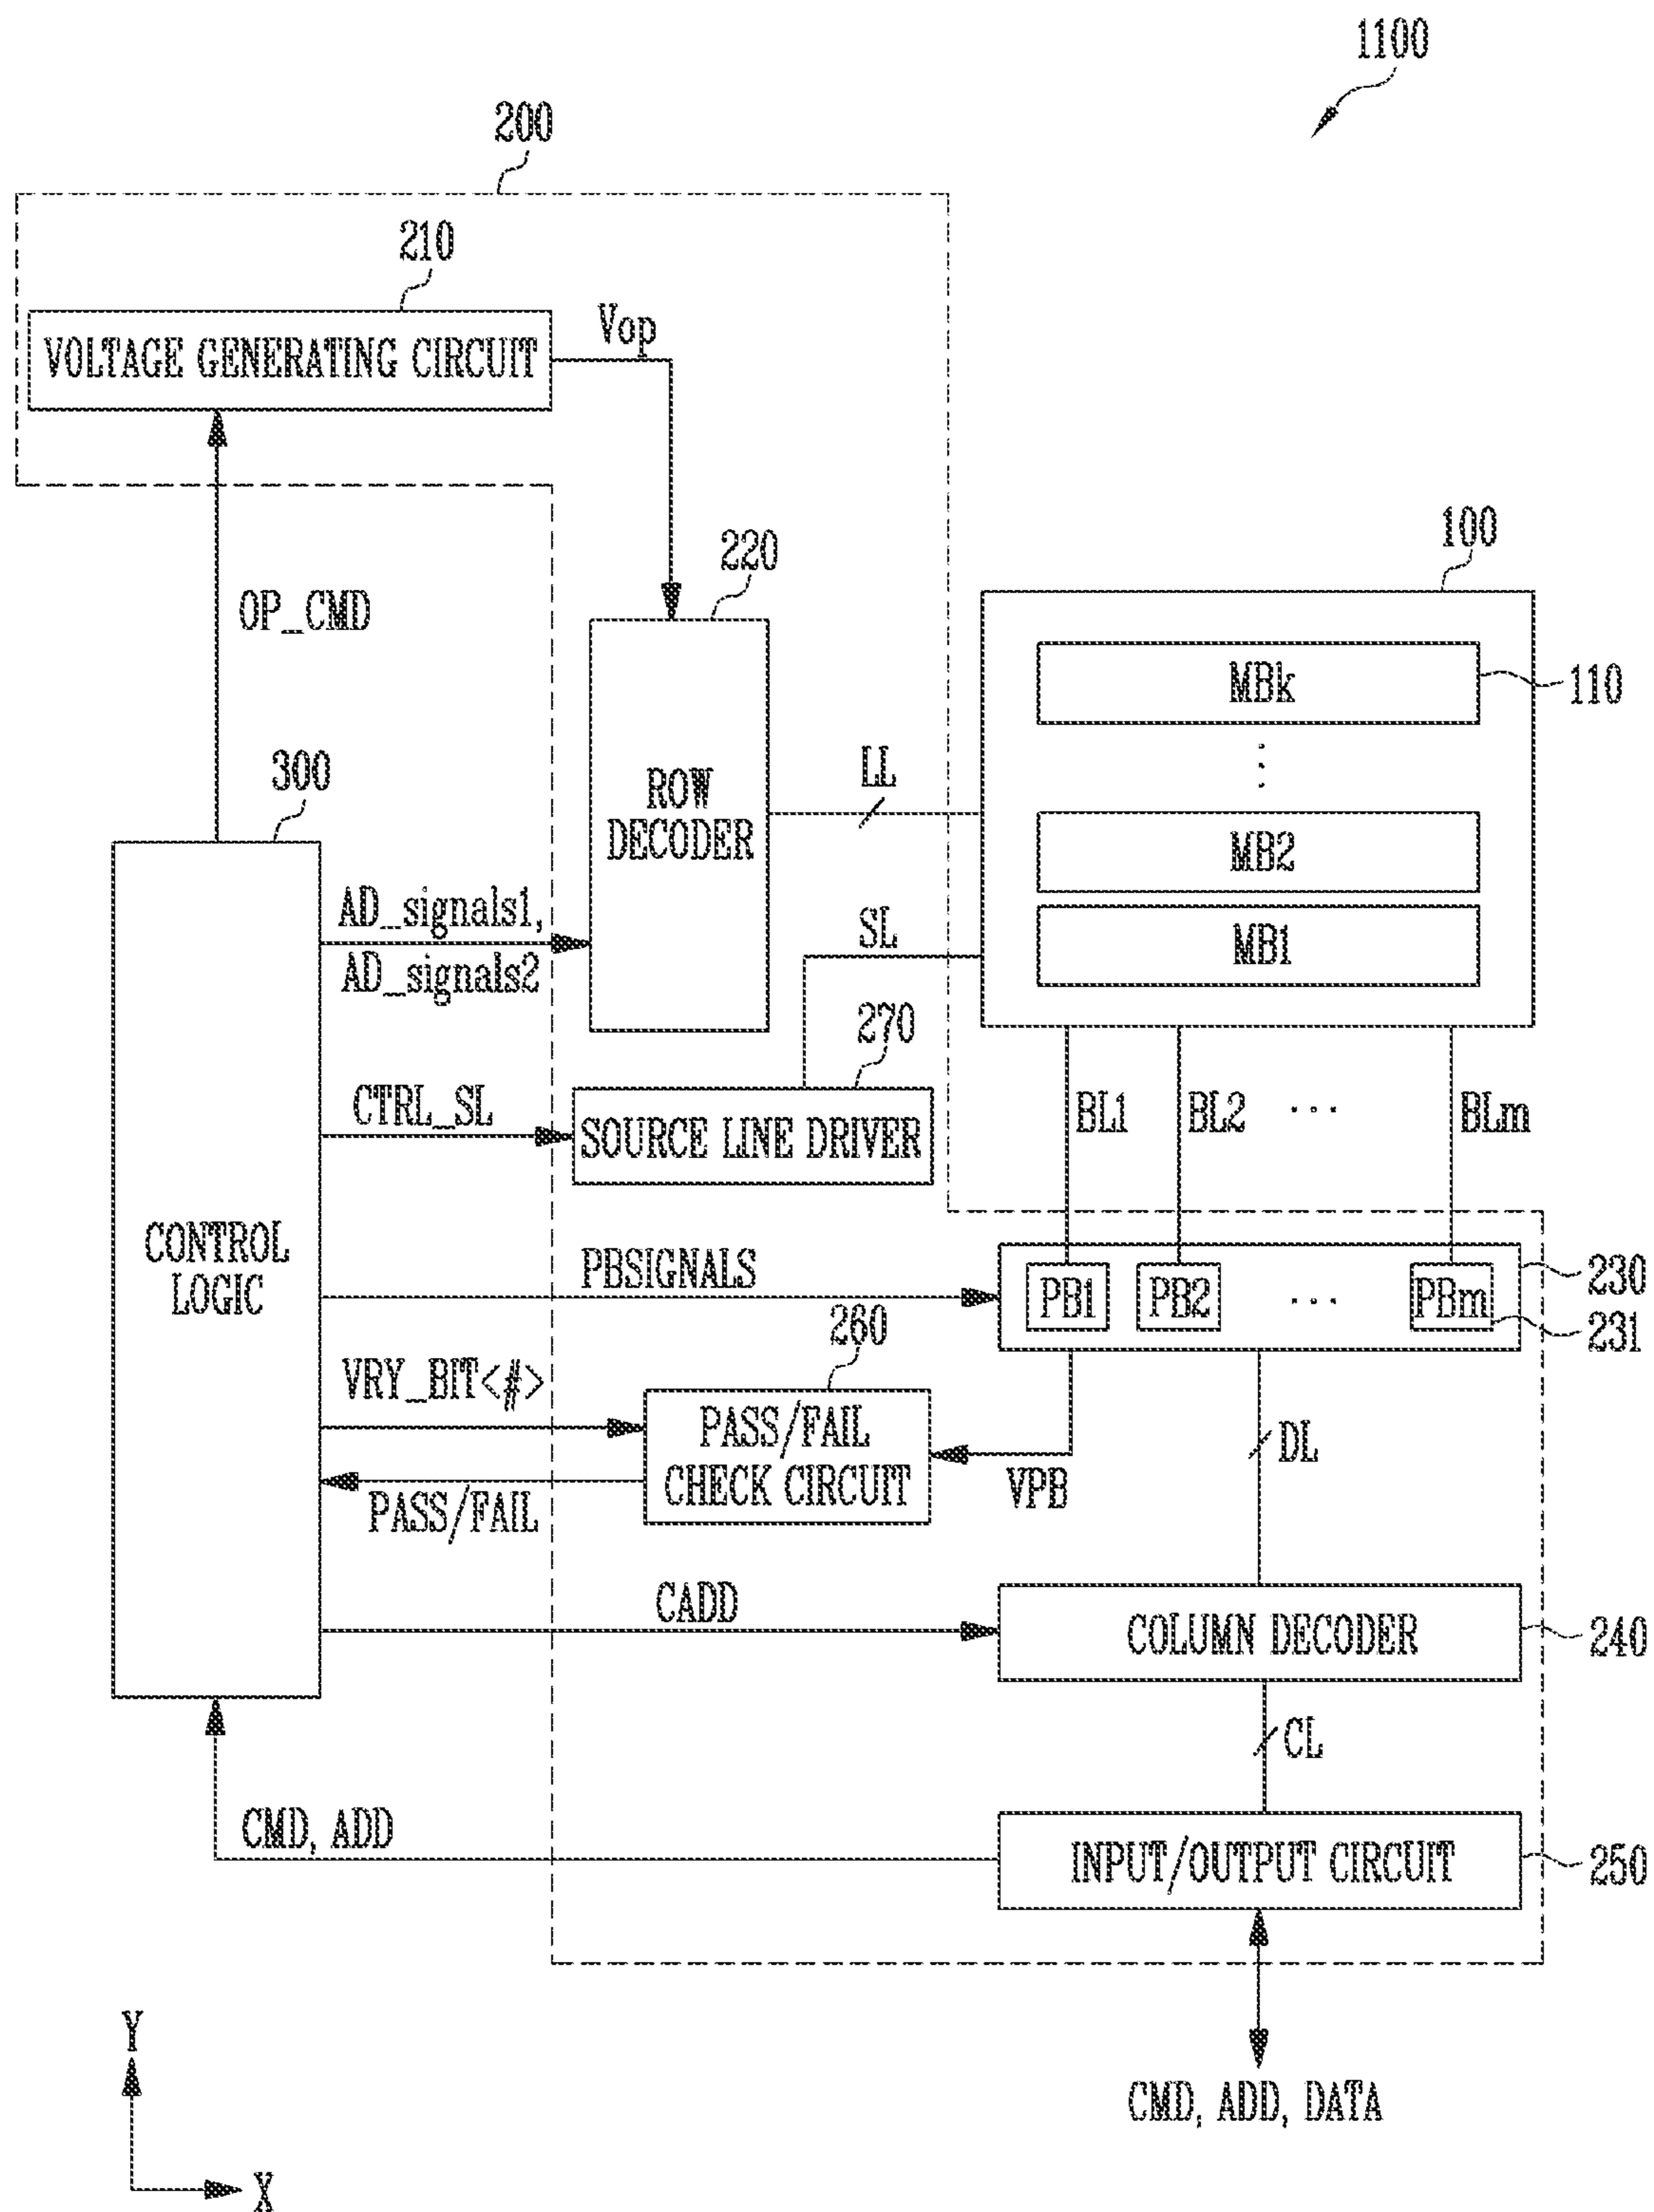 1100
200
210
VOLTAGE GENERATING CIRCUIT
Vop
220
100
OP_CMD
MBk
110
300
ROW
DECODER
LL
MB2
AD_signals1,
AD_signals2
SL
MB1
270
CTRL_SL
SOURCE LINE DRIVER
BL1
BL2
...
BLm
CONTROL
LOGIC
PBSIGNALS
PB1
PB2
...
PBm
230
231
260
VRY_BIT<#>
PASS/FAIL
CHECK CIRCUIT
PASS/FAIL
VPB
DL
CADD
COLUMN DECODER
240
CL
CMD, ADD
INPUT/OUTPUT CIRCUIT
250
CMD, ADD, DATA
Y
X